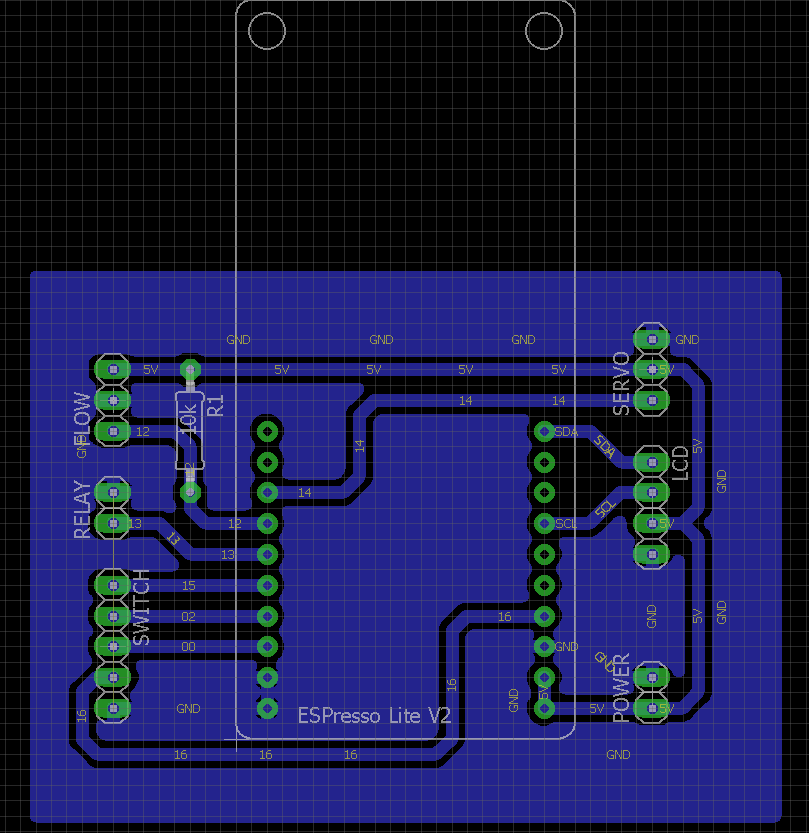 GND GND GND GND
5V 5V 5V 5V 5V 5V
SERVO
R1
10k
14 14
FLOW
12
GND
14
SDA
SDA
5V
LCD
GND
12
14
RELAY
13
13
12
SCL
SCL
5V
13
15
SWITCH
02
16
GND
5V
GND
00
GND
GND
POWER
16
GND
5V
16
GND
ESPresso Lite V2
5V
5V
16 16 16
GND